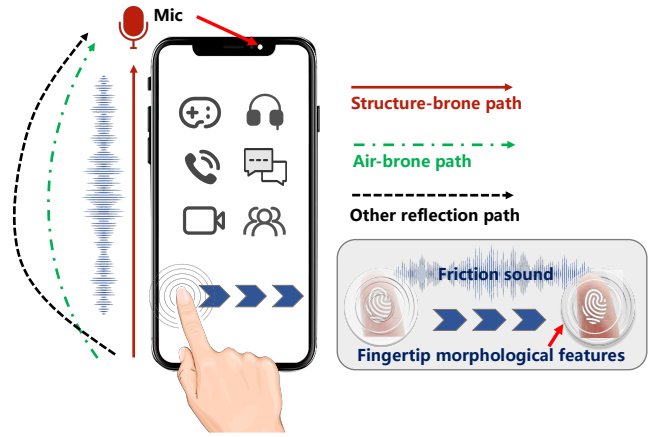 Mic
Structure-brone path
Air-brone path
Other reflection path
Friction sound
Fingertip morphological features